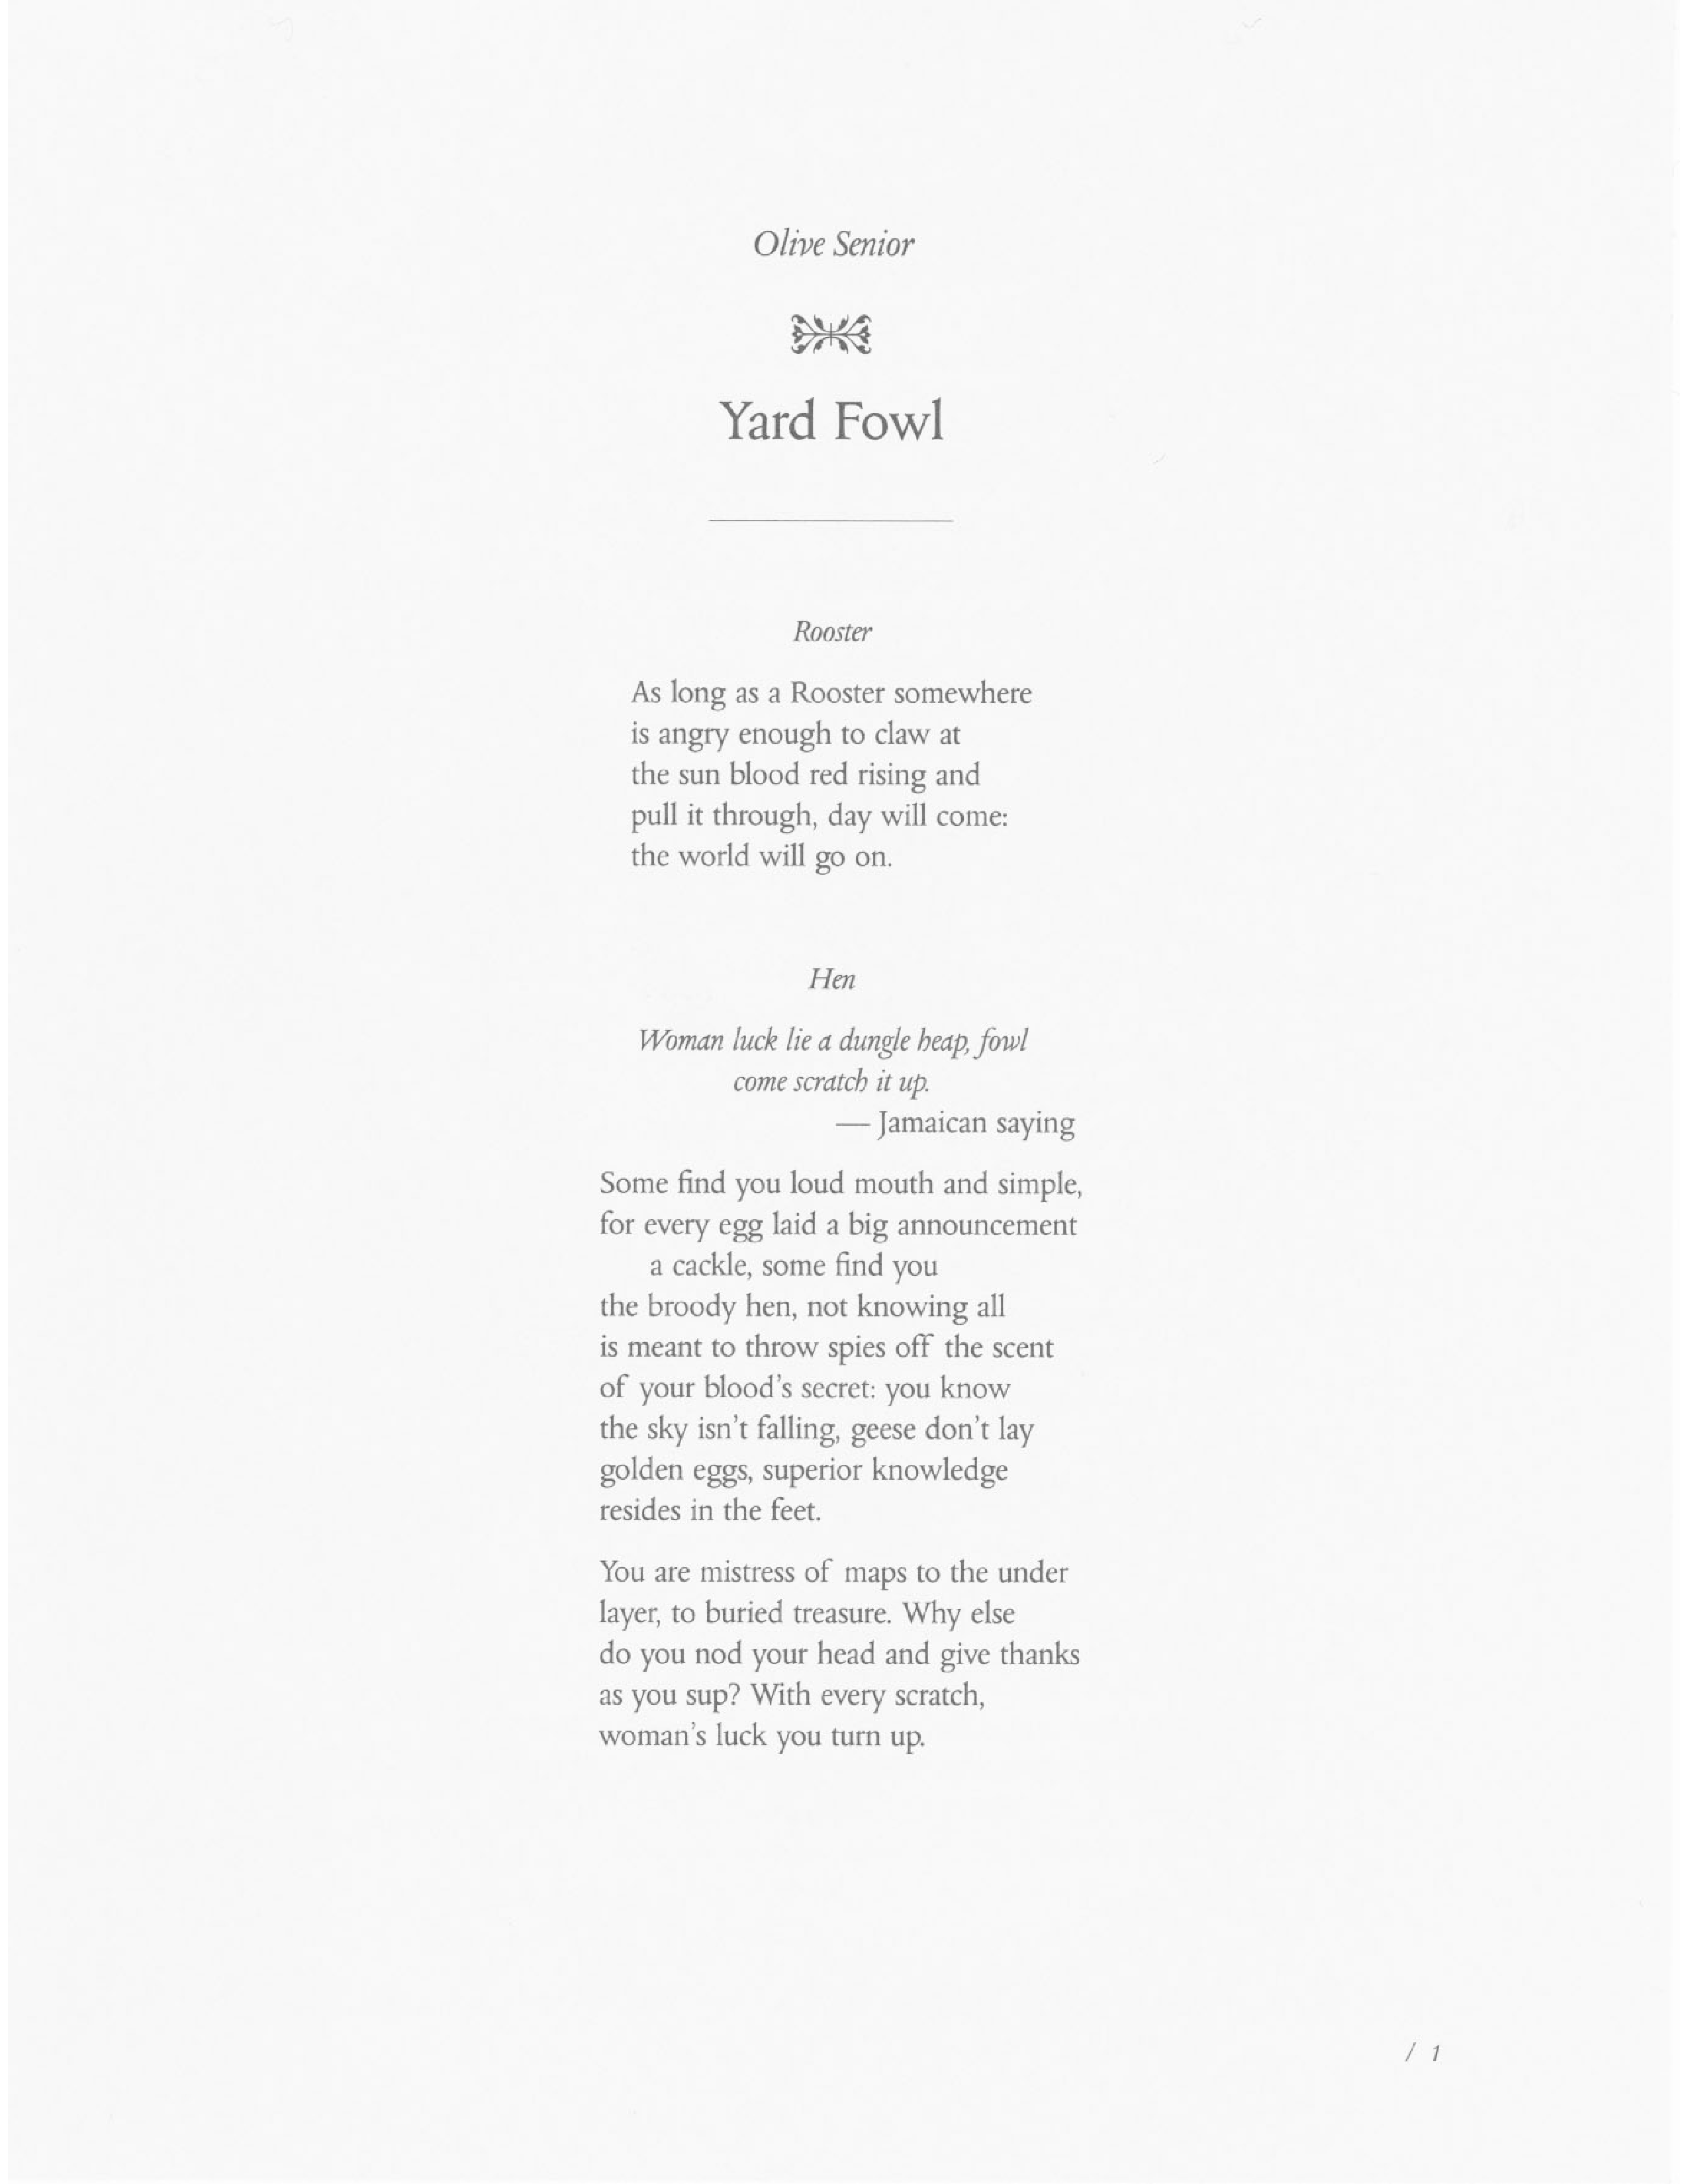 Olive Senior
Yard Fowl
Rooster
As long as a Rooster somewhere
is angry enough to claw at
the sun blood red rising and
pull it through, day will come:
the world will go on.
Hen
Woman luck lie a dungle heap, fowl
come scratch it up.
— Jamaican saying
Some find you loud mouth and simple,
for every egg laid a big announcement
a cackle, some find you
the broody hen, not knowing all
is meant to throw spies off the scent
of your blood's secret: you know
the sky isn't falling, geese don't lay
golden eggs, superior knowledge
resides in the feet.
You are mistress of maps to the under
layer, to buried treasure. Why else
do you nod your head and give thanks
as you sup? With every scratch,
woman's luck you turn up.
/ 1